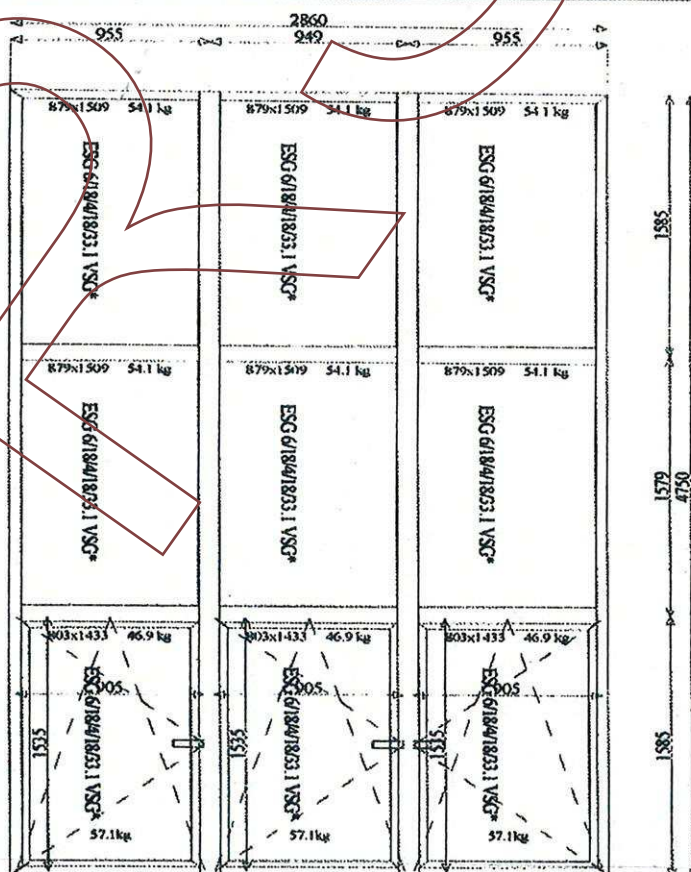 2860
955 949 955
879x1509 54.1 kg 879x1509 54.1 kg 879x1509 54.1 kg
ESG 6/18/4/18/33.1 VSG* ESG 6/18/4/18/33.1 VSG* ESG 6/18/4/18/33.1 VSG*
1585
879x1509 54.1 kg 879x1509 54.1 kg 879x1509 54.1 kg
ESG 6/18/4/18/33.1 VSG* ESG 6/18/4/18/33.1 VSG* ESG 6/18/4/18/33.1 VSG*
1579
4750
803x1433 46.9 kg 803x1433 46.9 kg 803x1433 46.9 kg
ESG 6/18/4/18/33.1 VSG* ESG 6/18/4/18/33.1 VSG* ESG 6/18/4/18/33.1 VSG*
905 905 905
1535 1535 1535
1585
57.1kg 57.1kg 57.1kg